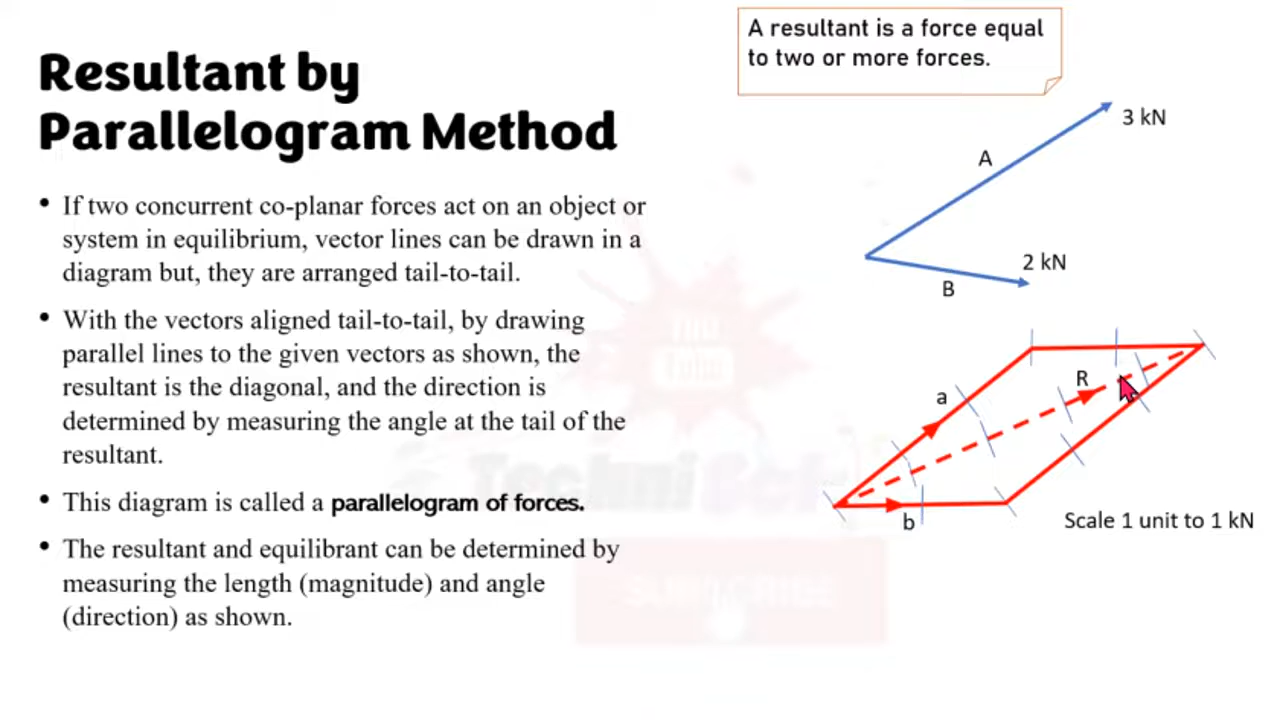 Resultant by
Parallelogram Method
• If two concurrent co-planar forces act on an object or
system in equilibrium, vector lines can be drawn in a
diagram but, they are arranged tail-to-tail.
• With the vectors aligned tail-to-tail, by drawing
parallel lines to the given vectors as shown, the
resultant is the diagonal, and the direction is
determined by measuring the angle at the tail of the
resultant.
• This diagram is called a parallelogram of forces.
• The resultant and equilibrant can be determined by
measuring the length (magnitude) and angle
(direction) as shown.
A resultant is a force equal
to two or more forces.
3 kN
A
2 kN
B
R
a
b
Scale 1 unit to 1 kN
You
Tube
SUBSCRIBE